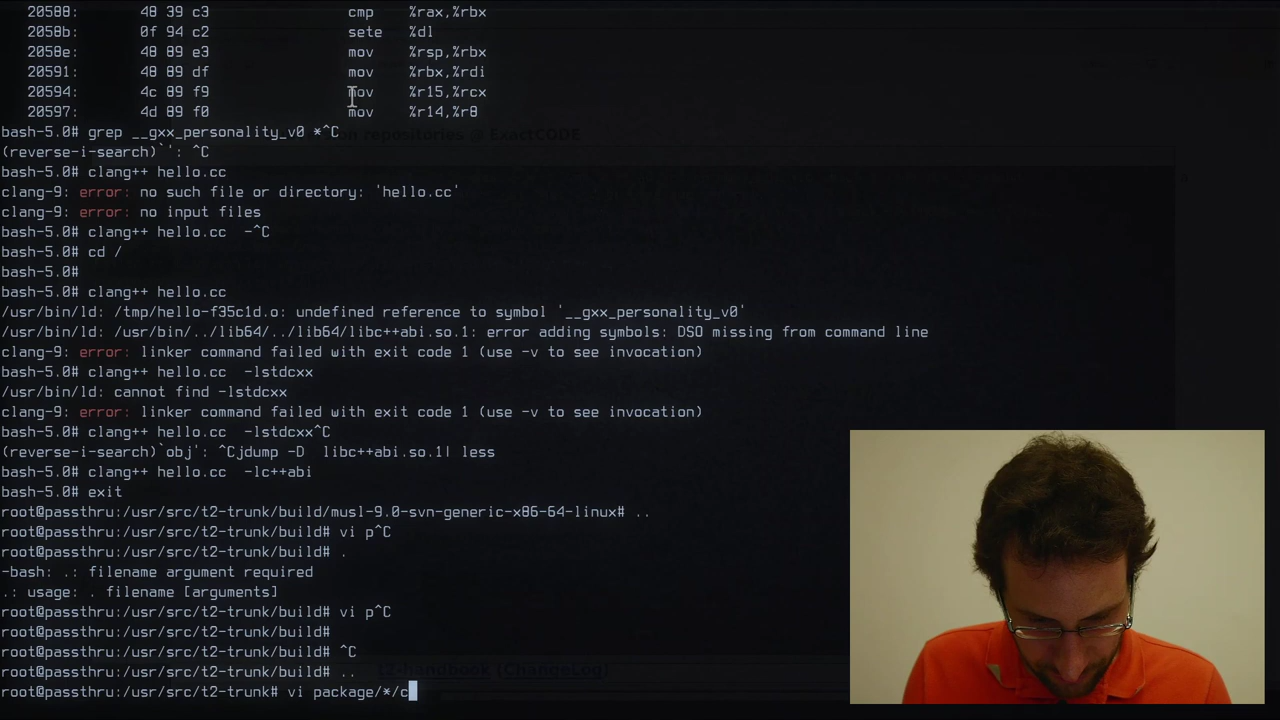 20588: 48 39 c3 cmp %rax,%rbx
2058b: 0f 94 c2 sete %dl
2058e: 48 89 e3 mov %rsp,%rbx
20591: 48 89 df mov %rbx,%rdi
20594: 4c 89 f9 mov %r15,%rcx
20597: 4d 89 f0 mov %r14,%r8
bash-5.0# grep __gxx_personality_v0 *^C
on repositories @ ExactCODE
(reverse-i-search)`': ^C
bash-5.0# clang++ hello.cc
clang-9: error: no such file or directory: 'hello.cc'
clang-9: error: no input files
bash-5.0# clang++ hello.cc  -^C
bash-5.0# cd /
bash-5.0#
bash-5.0# clang++ hello.cc
/usr/bin/ld: /tmp/hello-f35c1d.o: undefined reference to symbol '__gxx_personality_v0'
/usr/bin/ld: /usr/bin/../lib64/../lib64/libc++abi.so.1: error adding symbols: DSO missing from command line
clang-9: error: linker command failed with exit code 1 (use -v to see invocation)
bash-5.0# clang++ hello.cc  -lstdcxx
/usr/bin/ld: cannot find -lstdcxx
clang-9: error: linker command failed with exit code 1 (use -v to see invocation)
bash-5.0# clang++ hello.cc  -lstdcxx^C
(reverse-i-search)`obj': ^Cjdump -D  libc++abi.so.1| less
bash-5.0# clang++ hello.cc  -lc++abi
bash-5.0# exit
root@passthru:/usr/src/t2-trunk/build/musl-9.0-svn-generic-x86-64-linux# ..
root@passthru:/usr/src/t2-trunk/build# vi p^C
root@passthru:/usr/src/t2-trunk/build# .
-bash: .: filename argument required
.: usage: . filename [arguments]
root@passthru:/usr/src/t2-trunk/build# vi p^C
root@passthru:/usr/src/t2-trunk/build#
root@passthru:/usr/src/t2-trunk/build# ^C
root@passthru:/usr/src/t2-trunk/build# ..
t2-handbook (ChangeLog)
root@passthru:/usr/src/t2-trunk# vi package/*/c